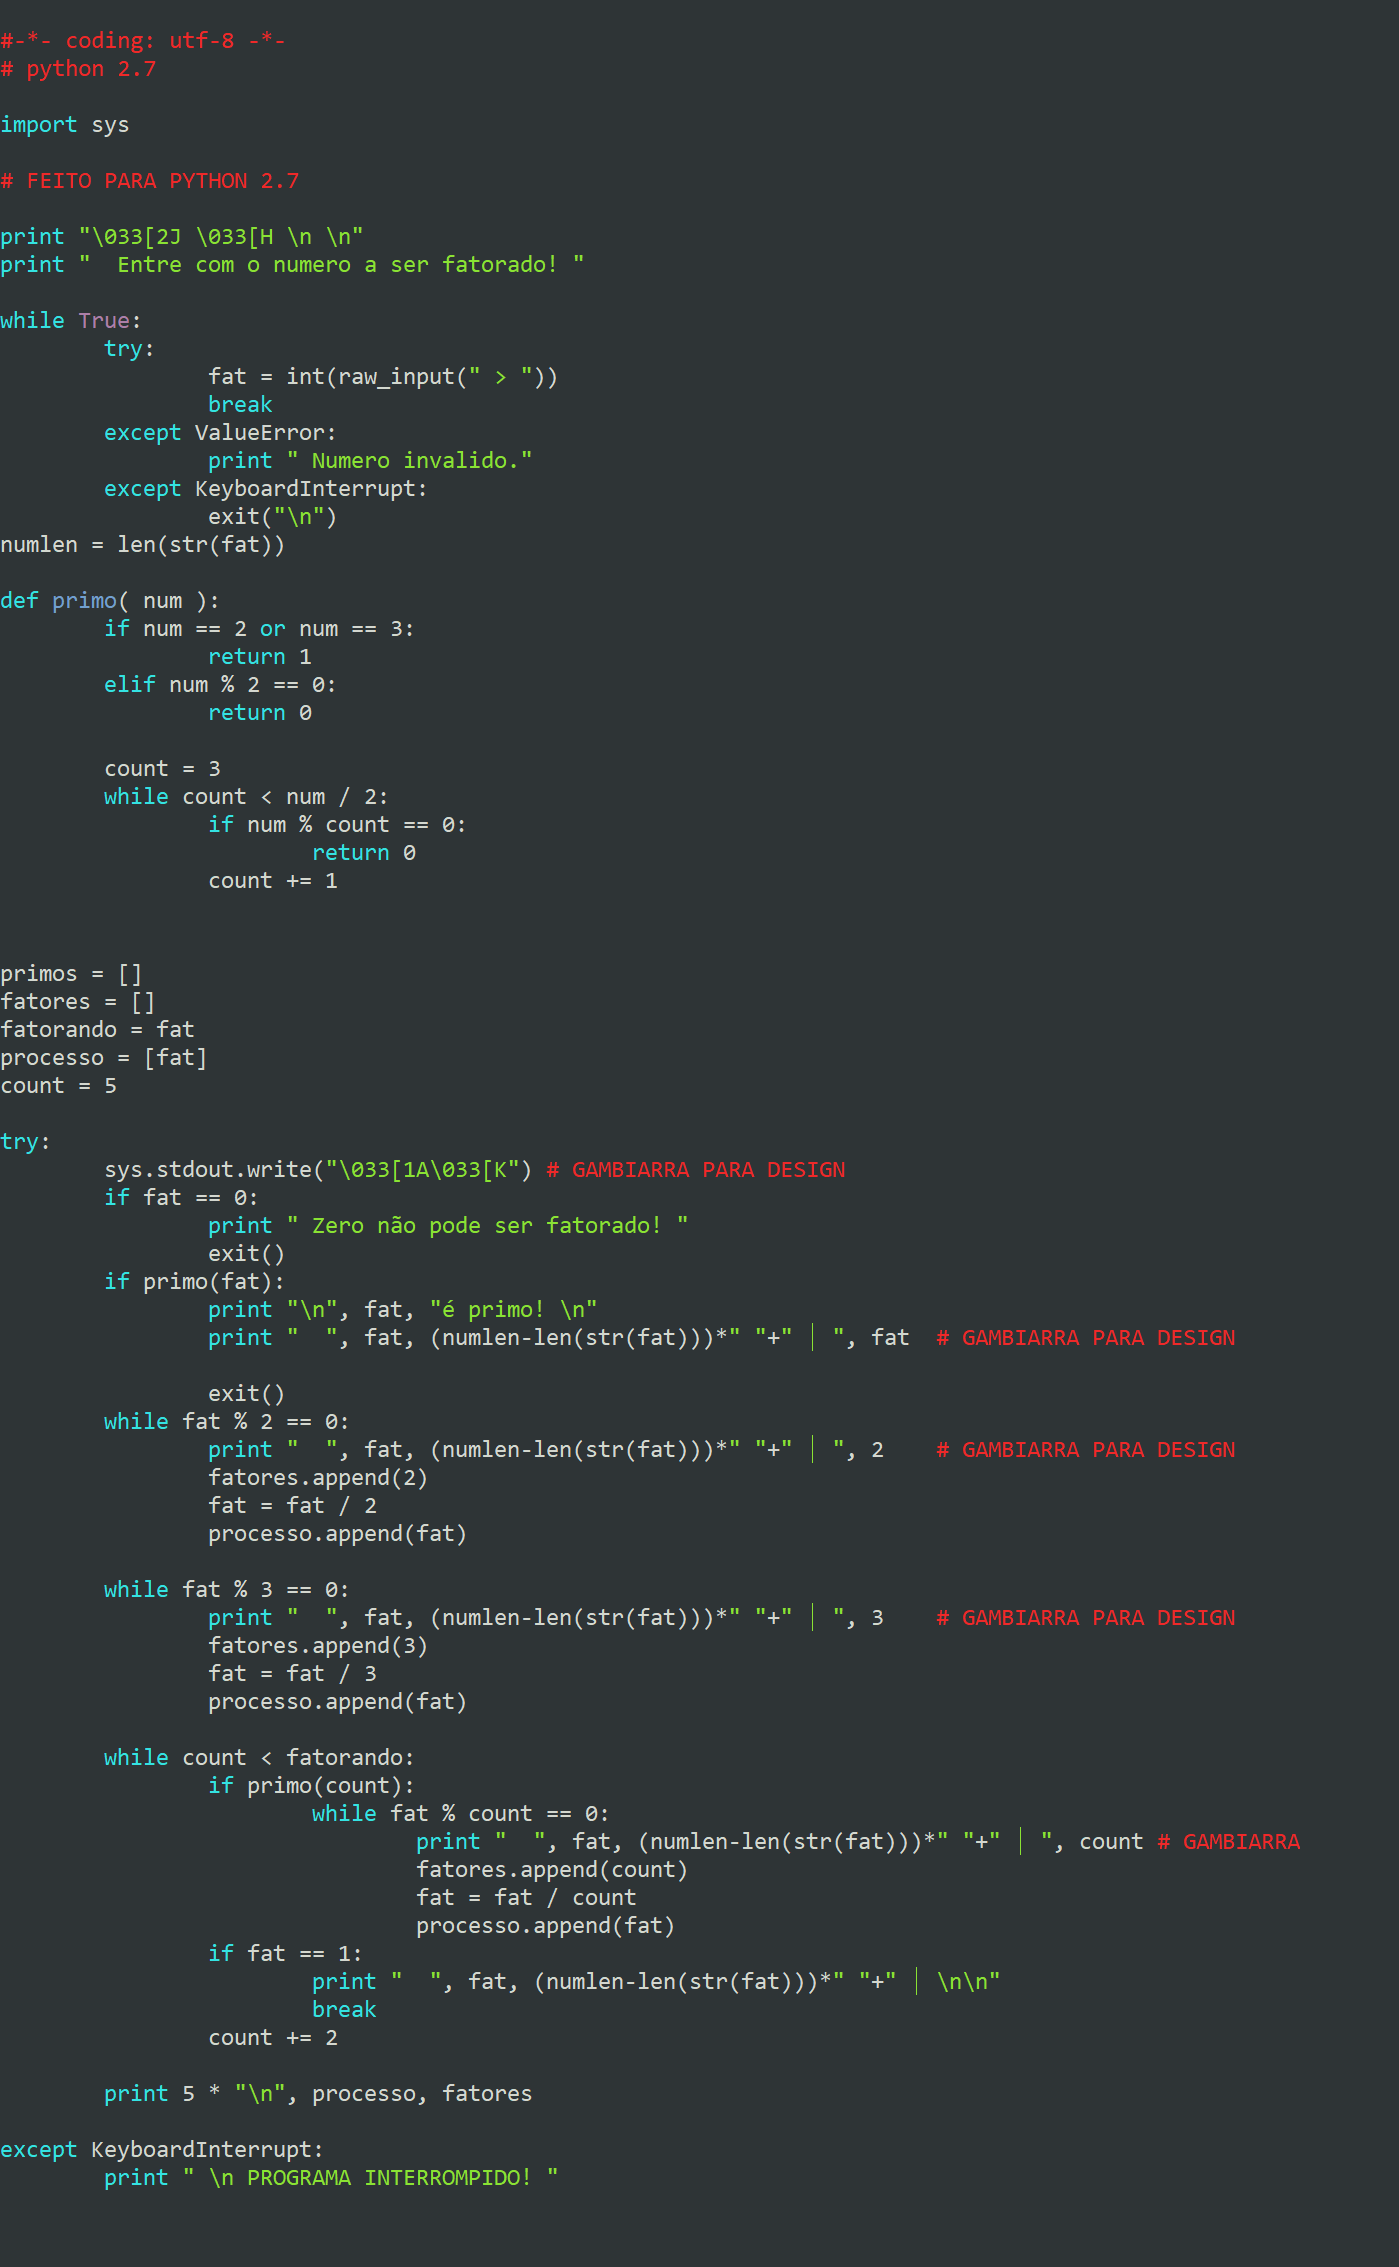 #-*- coding: utf-8 -*-
# python 2.7

import sys

# FEITO PARA PYTHON 2.7

print "\033[2J \033[H \n \n"
print "  Entre com o numero a ser fatorado! "

while True:
        try:
                fat = int(raw_input(" > "))
                break
        except ValueError:
                print " Numero invalido."
        except KeyboardInterrupt:
                exit("\n")
numlen = len(str(fat))

def primo( num ):
        if num == 2 or num == 3:
                return 1
        elif num % 2 == 0:
                return 0

        count = 3
        while count < num / 2:
                if num % count == 0:
                        return 0
                count += 1

primos = []
fatores = []
fatorando = fat
processo = [fat]
count = 5

try:
        sys.stdout.write("\033[1A\033[K") # GAMBIARRA PARA DESIGN
        if fat == 0:
                print " Zero não pode ser fatorado! "
                exit()
        if primo(fat):
                print "\n", fat, "é primo! \n"
                print "  ", fat, (numlen-len(str(fat)))*" "+" │ ", fat  # GAMBIARRA PARA DESIGN

                exit()
        while fat % 2 == 0:
                print "  ", fat, (numlen-len(str(fat)))*" "+" │ ", 2    # GAMBIARRA PARA DESIGN
                fatores.append(2)
                fat = fat / 2
                processo.append(fat)

        while fat % 3 == 0:
                print "  ", fat, (numlen-len(str(fat)))*" "+" │ ", 3    # GAMBIARRA PARA DESIGN
                fatores.append(3)
                fat = fat / 3
                processo.append(fat)

        while count < fatorando:
                if primo(count):
                        while fat % count == 0:
                                print "  ", fat, (numlen-len(str(fat)))*" "+" │ ", count # GAMBIARRA
                                fatores.append(count)
                                fat = fat / count
                                processo.append(fat)
                if fat == 1:
                        print "  ", fat, (numlen-len(str(fat)))*" "+" │ \n\n"
                        break
                count += 2

        print 5 * "\n", processo, fatores

except KeyboardInterrupt:
        print " \n PROGRAMA INTERROMPIDO! "